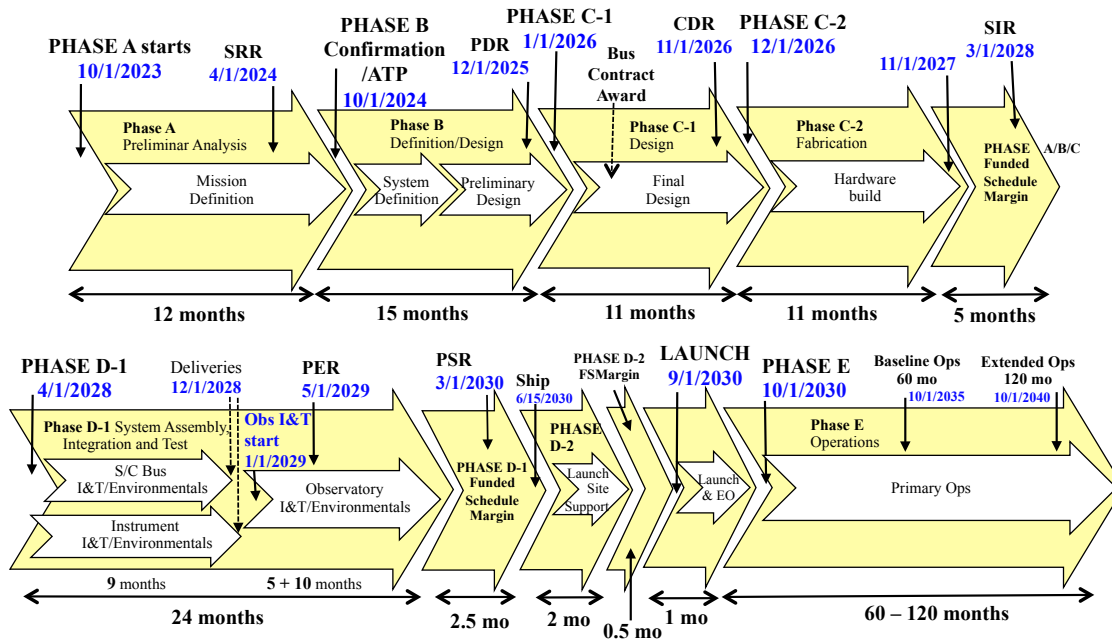 PHASE A starts
10/1/2023
SRR
4/1/2024
PHASE B
Confirmation
/ATP
10/1/2024
PDR
12/1/2025
PHASE C-1
1/1/2026
Bus
Contract
Award
CDR
11/1/2026
PHASE C-2
12/1/2026
11/1/2027
SIR
3/1/2028
Phase A
Preliminar Analysis
Mission
Definition
Phase B
Definition/Design
System
Definition
Preliminary
Design
Phase C-1
Design
Final
Design
Phase C-2
Fabrication
Hardware
build
PHASE A/B/C
Funded
Schedule
Margin
12 months
15 months
11 months
11 months
5 months
PHASE D-1
4/1/2028
Deliveries
12/1/2028
PER
5/1/2029
PSR
3/1/2030
Ship
6/15/2030
PHASE D-2
FSMargin
LAUNCH
9/1/2030
PHASE E
10/1/2030
Baseline Ops
60 mo
10/1/2035
Extended Ops
120 mo
10/1/2040
Phase D-1 System Assembly,
Integration and Test
Obs I&T
start
1/1/2029
S/C Bus
I&T/Environmentals
Instrument
I&T/Environmentals
Observatory
I&T/Environmentals
PHASE D-1
Funded
Schedule
Margin
PHASE
D-2
Launch
Site
Support
Launch
& EO
Phase E
Operations
Primary Ops
9 months
5 + 10 months
24 months
2.5 mo
2 mo
0.5 mo
1 mo
60 – 120 months